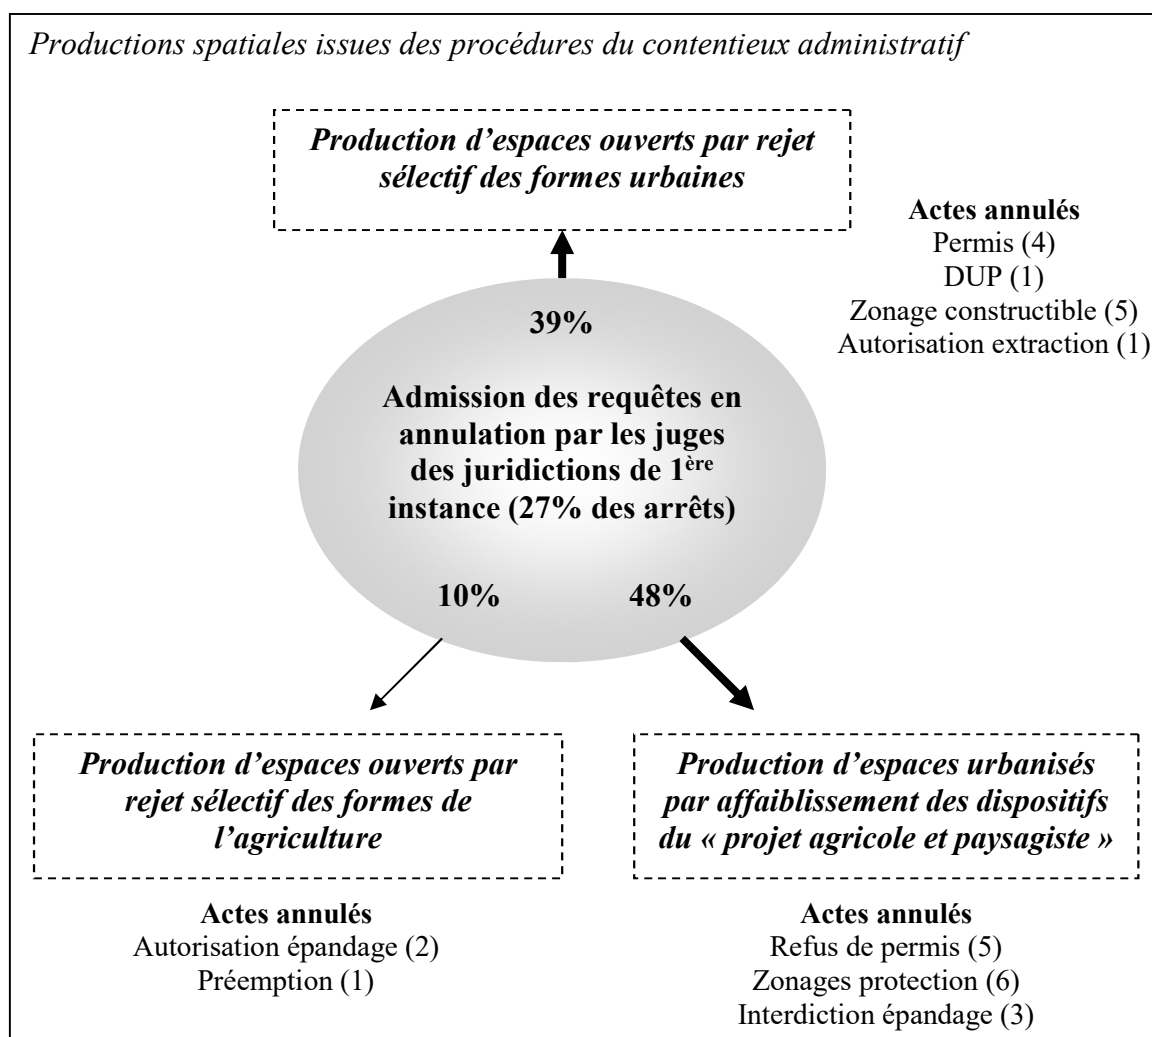 Productions spatiales issues des procédures du contentieux administratif
Production d’espaces ouverts par rejet
sélectif des formes urbaines
Actes annulés
Permis (4)
DUP (1)
Zonage constructible (5)
Autorisation extraction (1)
39%
Admission des requêtes en
annulation par les juges
des juridictions de 1ère
instance (27% des arrêts)
10%
48%
Production d’espaces ouverts par
rejet sélectif des formes de
l’agriculture
Actes annulés
Autorisation épandage (2)
Préemption (1)
Production d’espaces urbanisés
par affaiblissement des dispositifs
du « projet agricole et paysagiste »
Actes annulés
Refus de permis (5)
Zonages protection (6)
Interdiction épandage (3)